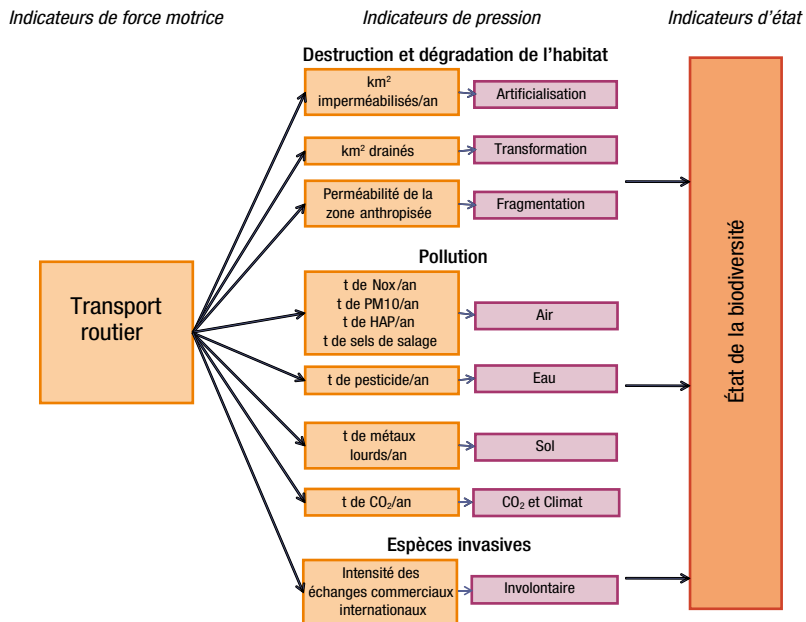 Indicateurs de force motrice
Indicateurs de pression
Indicateurs d'état
Destruction et dégradation de l'habitat
km²
imperméabilisés/an
Artificialisation
km² drainés
Transformation
Perméabilité de la
zone anthropisée
Fragmentation
Pollution
Transport
routier
t de Nox/an
t de PM10/an
t de HAP/an
t de sels de salage
Air
t de pesticide/an
Eau
t de métaux
lourds/an
Sol
t de CO₂/an
CO₂ et Climat
Espèces invasives
Intensité des
échanges commerciaux
internationaux
Involontaire
État de la biodiversité